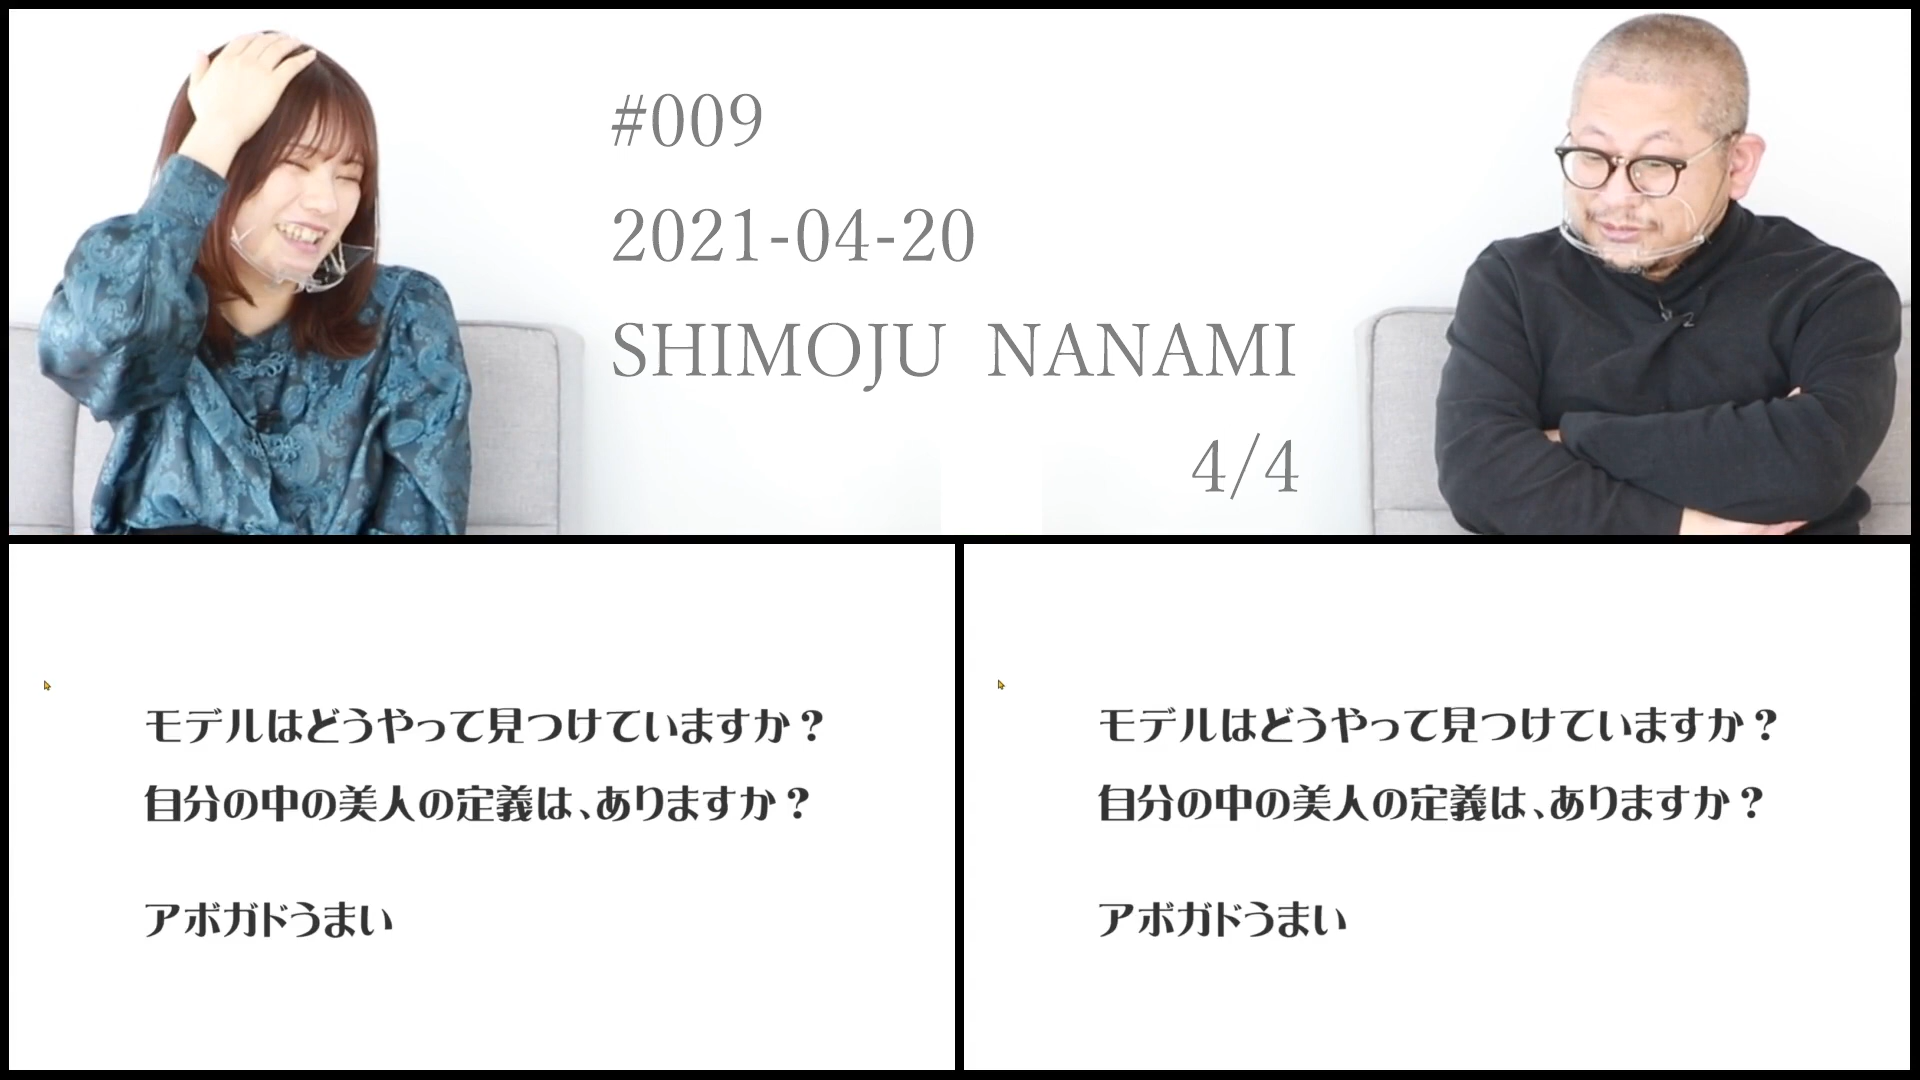 #009
2021-04-20
SHIMOJU NANAMI
4/4
モデルはどうやって見つけていますか？
自分の中の美人の定義は、ありますか？
アボガドうまい
モデルはどうやって見つけていますか？
自分の中の美人の定義は、ありますか？
アボガドうまい